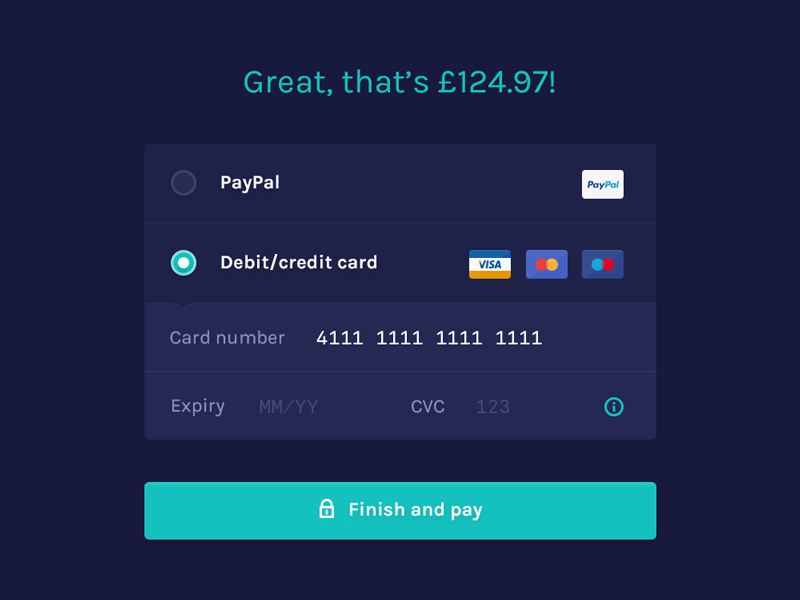 Great, that’s £124.97!
PayPal PayPal
Debit/credit card VISA
Card number 4111 1111 1111 1111
Expiry MM/YY CVC 123
Finish and pay